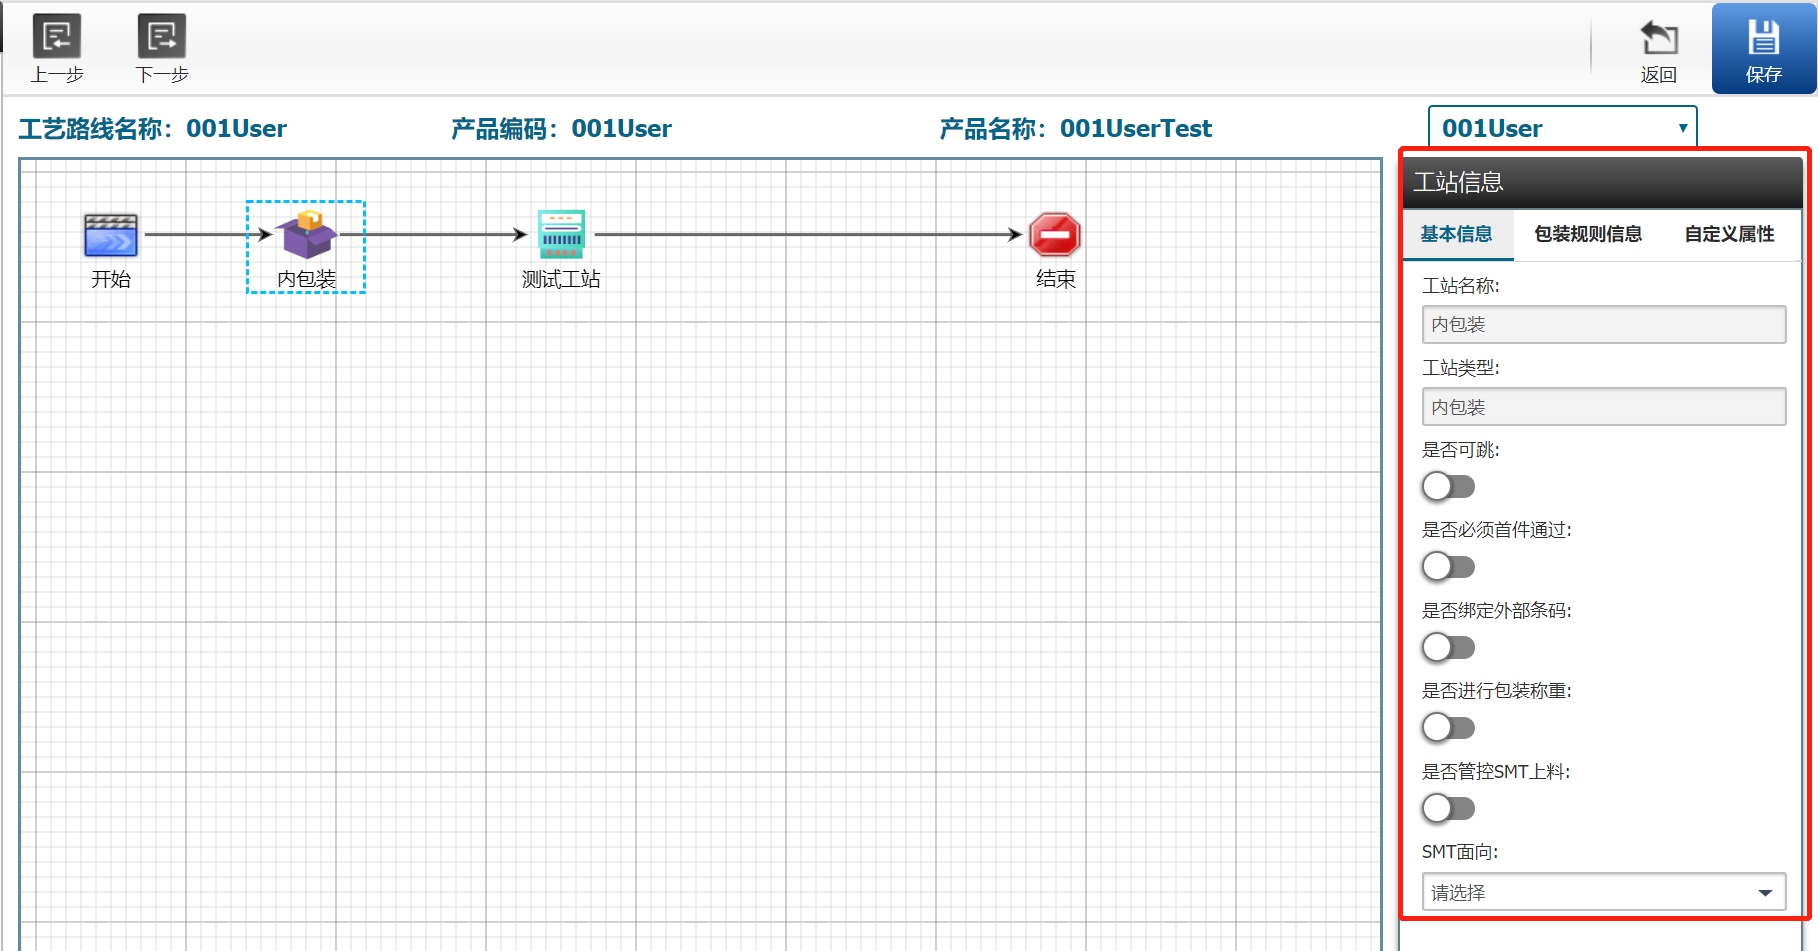 上一步
下一步
返回
保存
工艺路线名称：001User
产品编码：001User
产品名称：001UserTest
001User
开始
内包装
测试工站
结束
工站信息
基本信息
包装规则信息
自定义属性
工站名称:
内包装
工站类型:
内包装
是否可跳:
是否必须首件通过:
是否绑定外部条码:
是否进行包装称重:
是否管控SMT上料:
SMT面向:
请选择